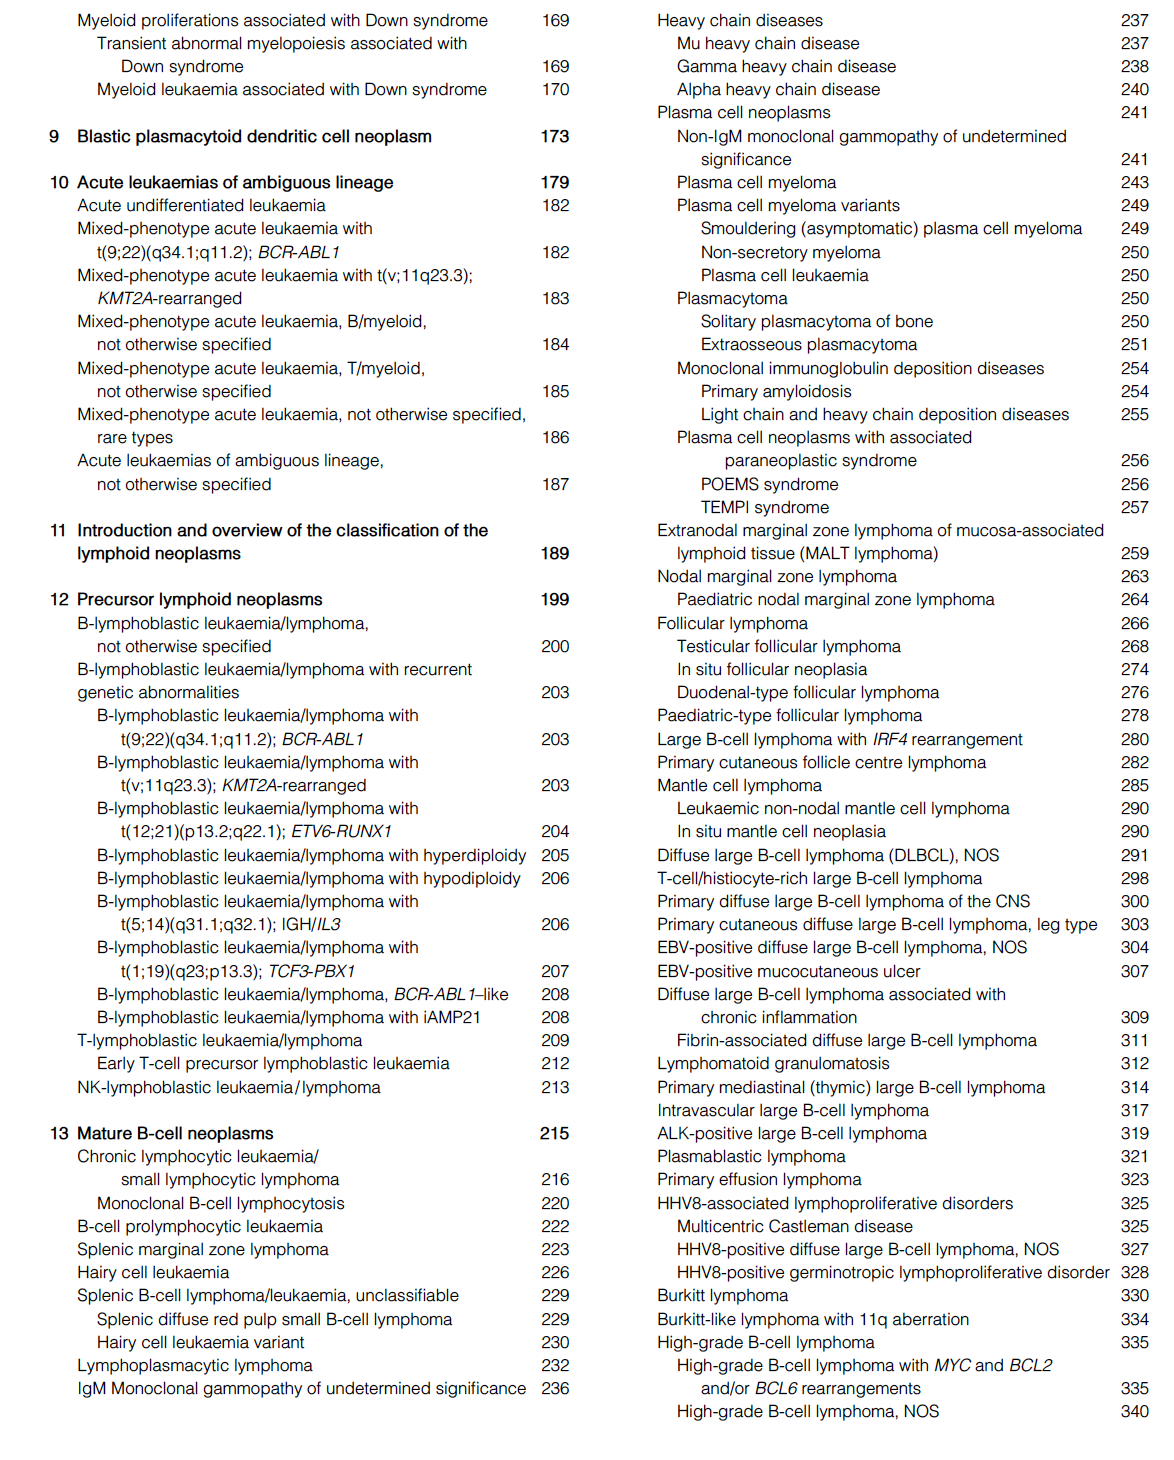 Myeloid proliferations associated with Down syndrome 169
Transient abnormal myelopoiesis associated with
Down syndrome 169
Myeloid leukaemia associated with Down syndrome 170
9 Blastic plasmacytoid dendritic cell neoplasm 173
10 Acute leukaemias of ambiguous lineage 179
Acute undifferentiated leukaemia 182
Mixed-phenotype acute leukaemia with
t(9;22)(q34.1;q11.2); BCR-ABL1 182
Mixed-phenotype acute leukaemia with t(v;11q23.3);
KMT2A-rearranged 183
Mixed-phenotype acute leukaemia, B/myeloid,
not otherwise specified 184
Mixed-phenotype acute leukaemia, T/myeloid,
not otherwise specified 185
Mixed-phenotype acute leukaemia, not otherwise specified,
rare types 186
Acute leukaemias of ambiguous lineage,
not otherwise specified 187
11 Introduction and overview of the classification of the
lymphoid neoplasms 189
12 Precursor lymphoid neoplasms 199
B-lymphoblastic leukaemia/lymphoma,
not otherwise specified 200
B-lymphoblastic leukaemia/lymphoma with recurrent
genetic abnormalities 203
B-lymphoblastic leukaemia/lymphoma with
t(9;22)(q34.1;q11.2); BCR-ABL1 203
B-lymphoblastic leukaemia/lymphoma with
t(v;11q23.3); KMT2A-rearranged 203
B-lymphoblastic leukaemia/lymphoma with
t(12;21)(p13.2;q22.1); ETV6-RUNX1 204
B-lymphoblastic leukaemia/lymphoma with hyperdiploidy 205
B-lymphoblastic leukaemia/lymphoma with hypodiploidy 206
B-lymphoblastic leukaemia/lymphoma with
t(5;14)(q31.1;q32.1); IGH/IL3 206
B-lymphoblastic leukaemia/lymphoma with
t(1;19)(q23;p13.3); TCF3-PBX1 207
B-lymphoblastic leukaemia/lymphoma, BCR-ABL1–like 208
B-lymphoblastic leukaemia/lymphoma with iAMP21 208
T-lymphoblastic leukaemia/lymphoma 209
Early T-cell precursor lymphoblastic leukaemia 212
NK-lymphoblastic leukaemia/lymphoma 213
13 Mature B-cell neoplasms 215
Chronic lymphocytic leukaemia/
small lymphocytic lymphoma 216
Monoclonal B-cell lymphocytosis 220
B-cell prolymphocytic leukaemia 222
Splenic marginal zone lymphoma 223
Hairy cell leukaemia 226
Splenic B-cell lymphoma/leukaemia, unclassifiable 229
Splenic diffuse red pulp small B-cell lymphoma 229
Hairy cell leukaemia variant 230
Lymphoplasmacytic lymphoma 232
IgM Monoclonal gammopathy of undetermined significance 236
Heavy chain diseases 237
Mu heavy chain disease 237
Gamma heavy chain disease 238
Alpha heavy chain disease 240
Plasma cell neoplasms 241
Non-IgM monoclonal gammopathy of undetermined
significance 241
Plasma cell myeloma 243
Plasma cell myeloma variants 249
Smouldering (asymptomatic) plasma cell myeloma 249
Non-secretory myeloma 250
Plasma cell leukaemia 250
Plasmacytoma 250
Solitary plasmacytoma of bone 250
Extraosseous plasmacytoma 251
Monoclonal immunoglobulin deposition diseases 254
Primary amyloidosis 254
Light chain and heavy chain deposition diseases 255
Plasma cell neoplasms with associated
paraneoplastic syndrome 256
POEMS syndrome 256
TEMPI syndrome 257
Extranodal marginal zone lymphoma of mucosa-associated
lymphoid tissue (MALT lymphoma) 259
Nodal marginal zone lymphoma 263
Paediatric nodal marginal zone lymphoma 264
Follicular lymphoma 266
Testicular follicular lymphoma 268
In situ follicular neoplasia 274
Duodenal-type follicular lymphoma 276
Paediatric-type follicular lymphoma 278
Large B-cell lymphoma with IRF4 rearrangement 280
Primary cutaneous follicle centre lymphoma 282
Mantle cell lymphoma 285
Leukaemic non-nodal mantle cell lymphoma 290
In situ mantle cell neoplasia 290
Diffuse large B-cell lymphoma (DLBCL), NOS 291
T-cell/histiocyte-rich large B-cell lymphoma 298
Primary diffuse large B-cell lymphoma of the CNS 300
Primary cutaneous diffuse large B-cell lymphoma, leg type 303
EBV-positive diffuse large B-cell lymphoma, NOS 304
EBV-positive mucocutaneous ulcer 307
Diffuse large B-cell lymphoma associated with
chronic inflammation 309
Fibrin-associated diffuse large B-cell lymphoma 311
Lymphomatoid granulomatosis 312
Primary mediastinal (thymic) large B-cell lymphoma 314
Intravascular large B-cell lymphoma 317
ALK-positive large B-cell lymphoma 319
Plasmablastic lymphoma 321
Primary effusion lymphoma 323
HHV8-associated lymphoproliferative disorders 325
Multicentric Castleman disease 325
HHV8-positive diffuse large B-cell lymphoma, NOS 327
HHV8-positive germinotropic lymphoproliferative disorder 328
Burkitt lymphoma 330
Burkitt-like lymphoma with 11q aberration 334
High-grade B-cell lymphoma 335
High-grade B-cell lymphoma with MYC and BCL2
and/or BCL6 rearrangements 335
High-grade B-cell lymphoma, NOS 340